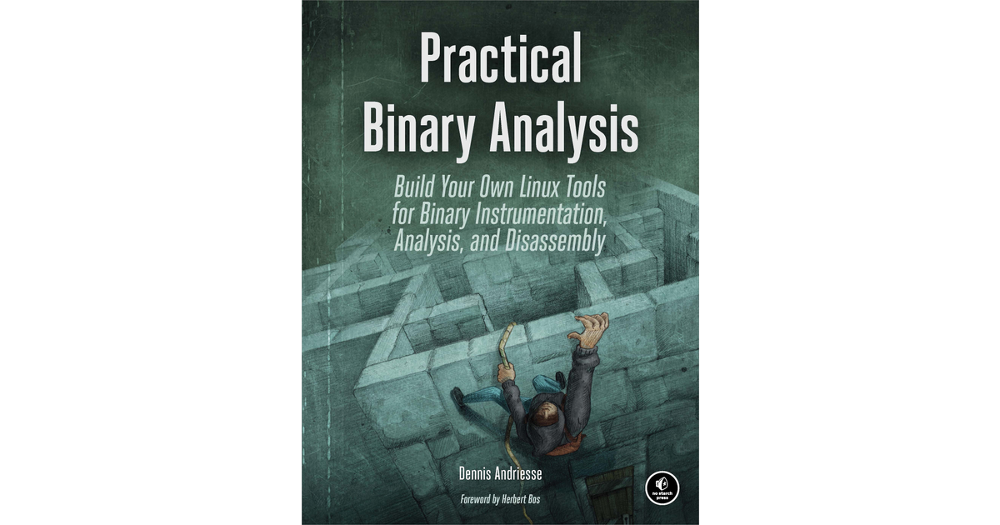 Practical
Binary Analysis
Build Your Own Linux Tools
for Binary Instrumentation,
Analysis, and Disassembly
Dennis Andriesse
Foreword by Herbert Bos
no starch
press